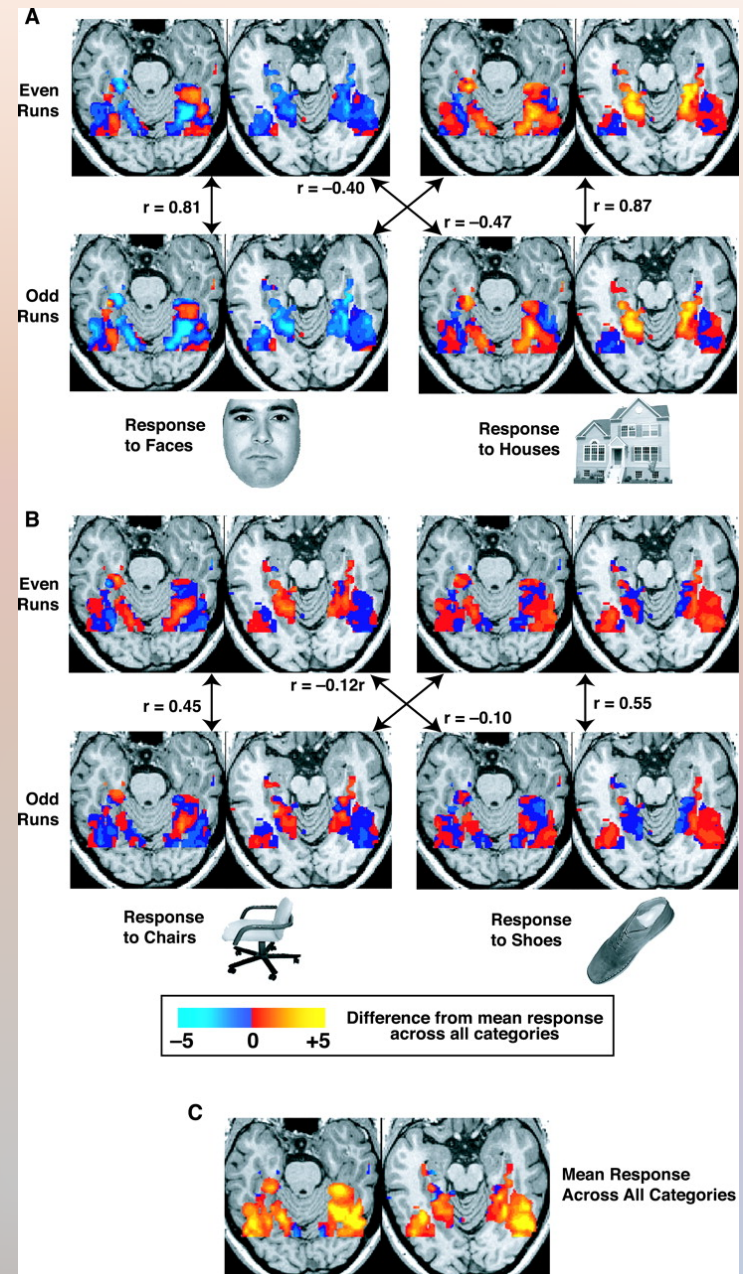 A
Even
Runs
r = –0.40
r = 0.81
r = –0.47
r = 0.87
Odd
Runs
Response
to Faces
Response
to Houses
B
Even
Runs
r = –0.12r
r = 0.45
r = –0.10
r = 0.55
Odd
Runs
Response
to Chairs
Response
to Shoes
Difference from mean response
across all categories
–5 0 +5
C
Mean Response
Across All Categories